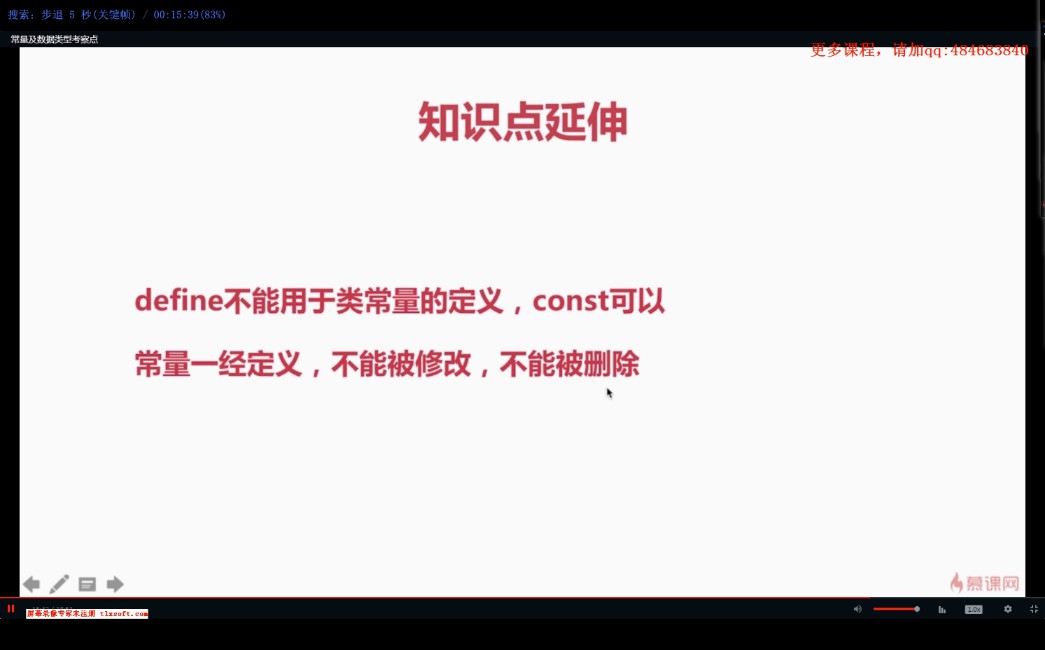 搜索: 步退 5 秒(关键帧) / 00:15:39(83%)
常量及数据类型考察点
更多课程，请加qq:484683840
知识点延伸
define不能用于类常量的定义，const可以
常量一经定义，不能被修改，不能被删除
慕课网
屏幕录像专家未注册 tlxsoft.com
1.0x